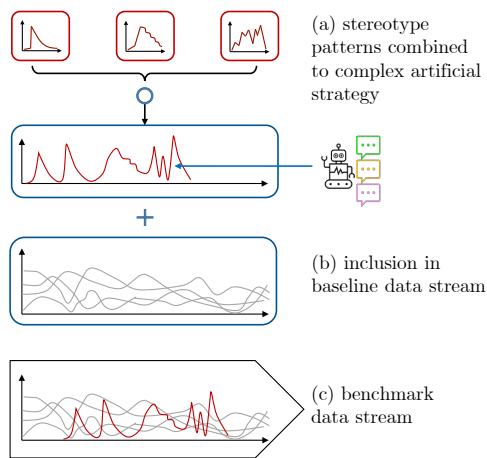 (a) stereotype
patterns combined
to complex artificial
strategy
(b) inclusion in
baseline data stream
(c) benchmark
data stream